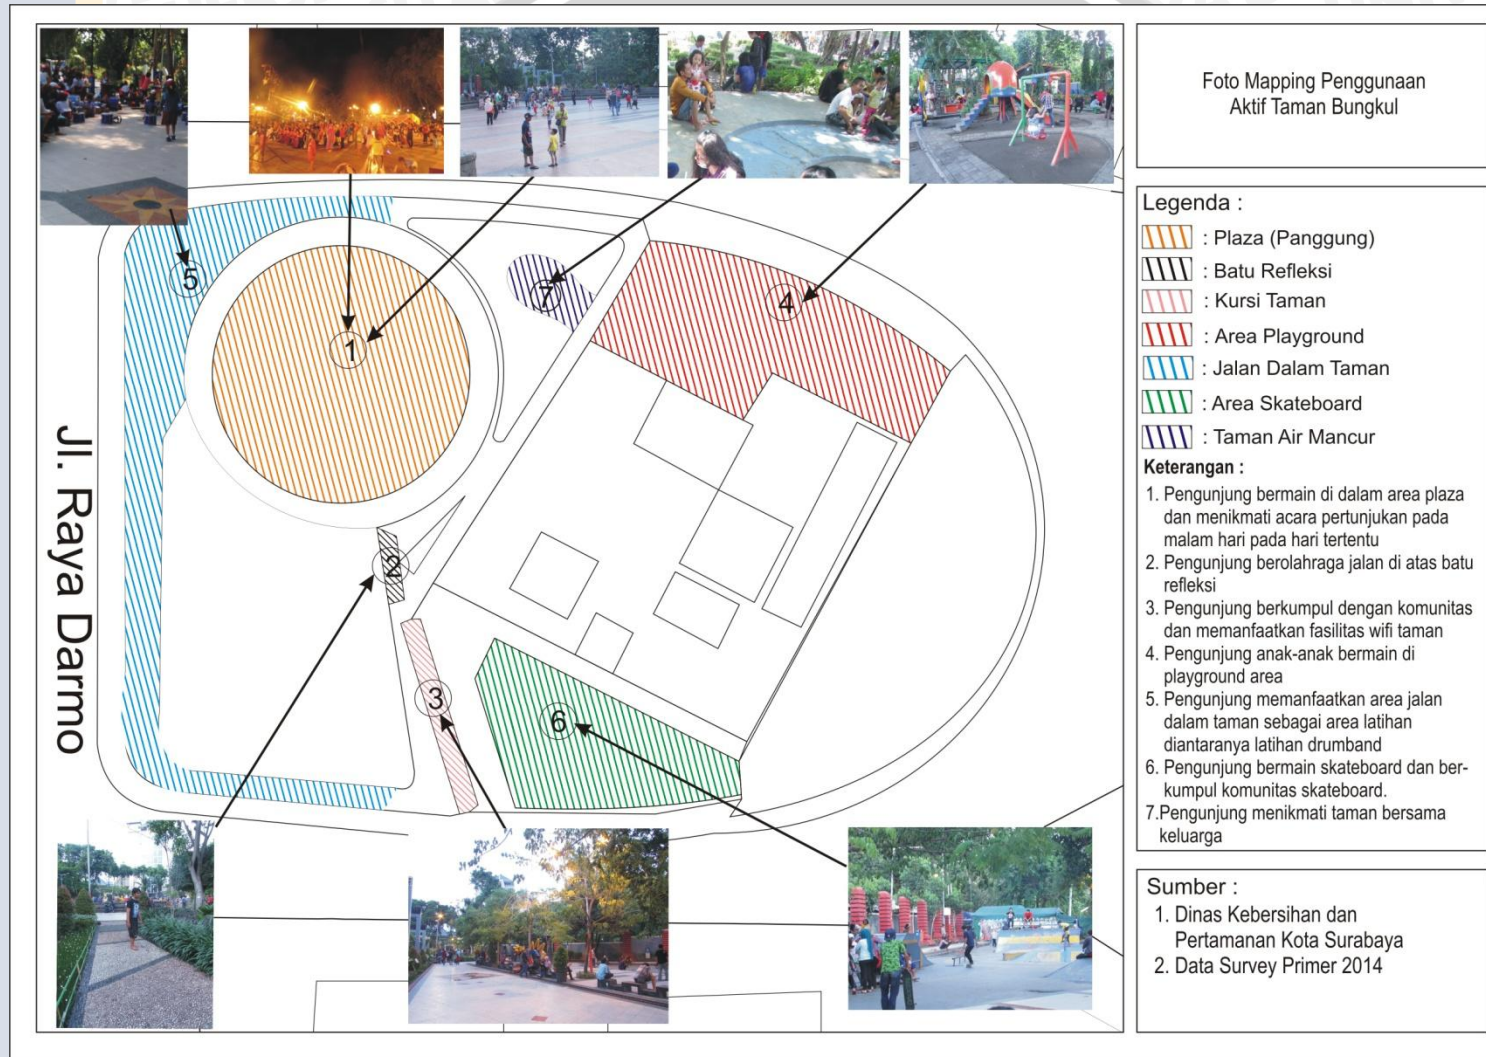 Foto Mapping Penggunaan
Aktif Taman Bungkul
Legenda :
: Plaza (Panggung)
: Batu Refleksi
: Kursi Taman
: Area Playground
: Jalan Dalam Taman
: Area Skateboard
: Taman Air Mancur
Keterangan :
1. Pengunjung bermain di dalam area plaza
dan menikmati acara pertunjukan pada
malam hari pada hari tertentu
2. Pengunjung berolahraga jalan di atas batu
refleksi
3. Pengunjung berkumpul dengan komunitas
dan memanfaatkan fasilitas wifi taman
4. Pengunjung anak-anak bermain di
playground area
5. Pengunjung memanfaatkan area jalan
dalam taman sebagai area latihan
diantaranya latihan drumband
6. Pengunjung bermain skateboard dan ber-
kumpul komunitas skateboard.
7.Pengunjung menikmati taman bersama
keluarga
Sumber :
1. Dinas Kebersihan dan
Pertamanan Kota Surabaya
2. Data Survey Primer 2014
Jl. Raya Darmo
5
1
7
4
2
3
6